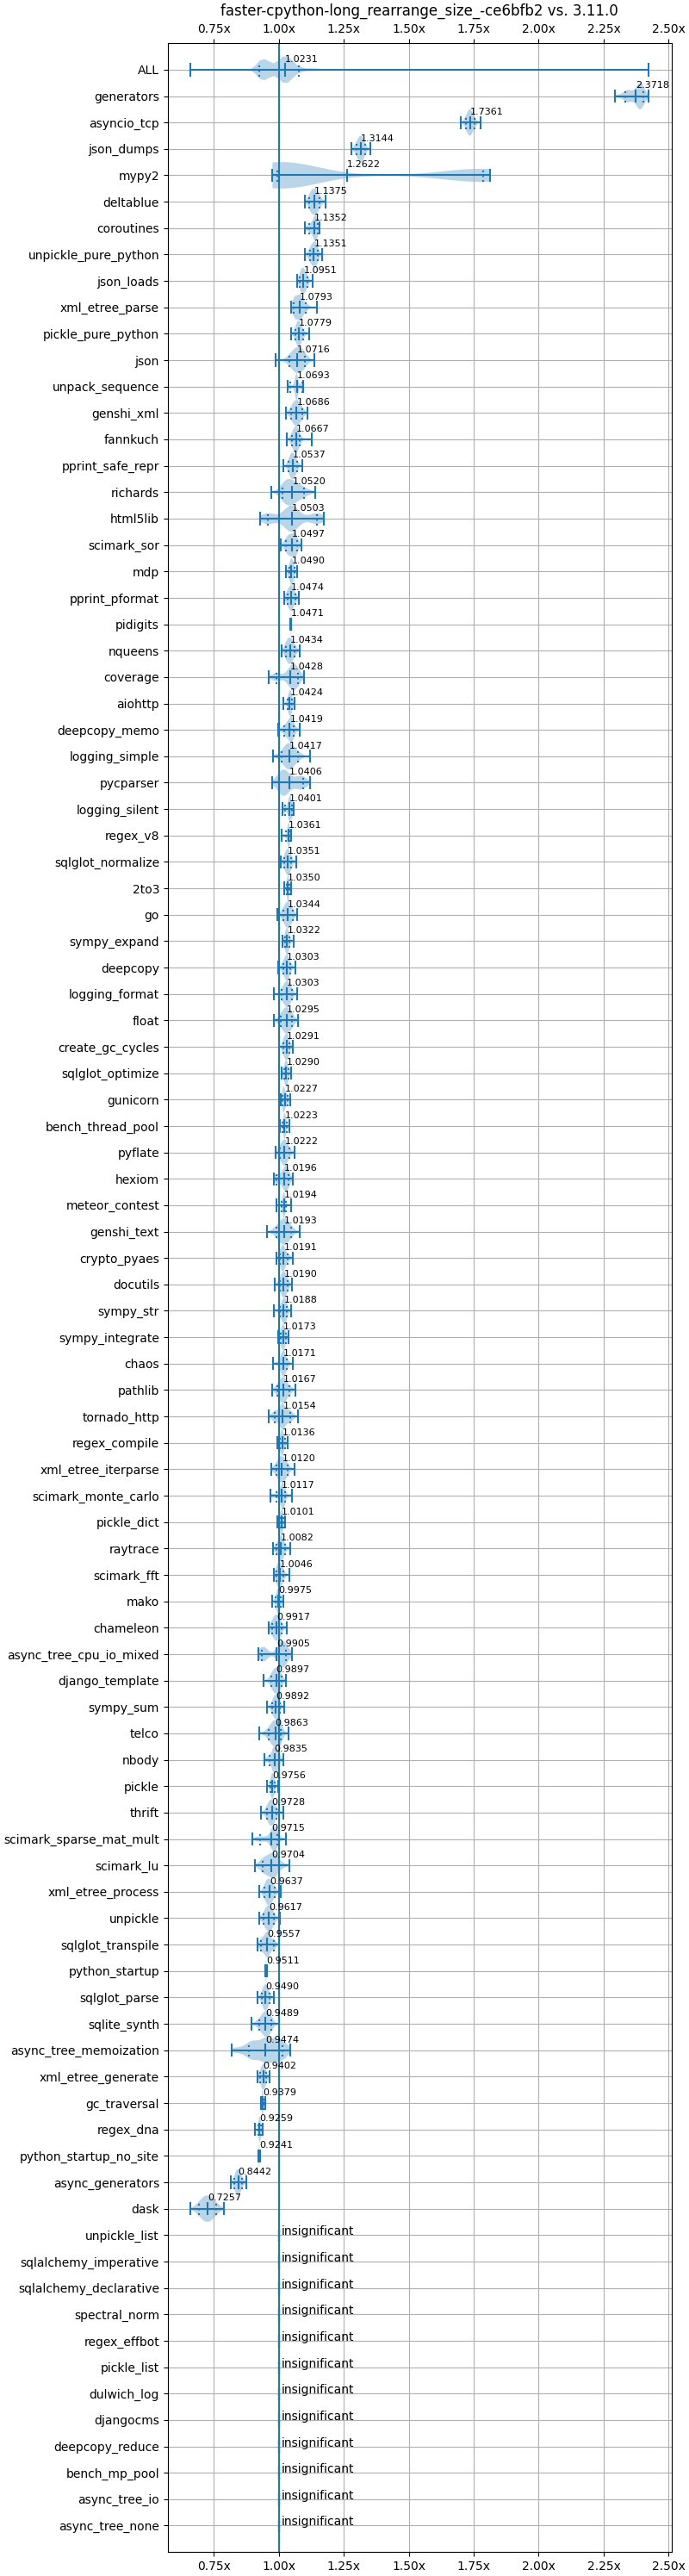 faster-cpython-long_rearrange_size_-ce6bfb2 vs. 3.11.0
0.75x 1.00x 1.25x 1.50x 1.75x 2.00x 2.25x 2.50x
ALL 1.0231
generators 2.3718
asyncio_tcp 1.7361
json_dumps 1.3144
mypy2 1.2622
deltablue 1.1375
coroutines 1.1352
unpickle_pure_python 1.1351
json_loads 1.0951
xml_etree_parse 1.0793
pickle_pure_python 1.0779
json 1.0716
unpack_sequence 1.0693
genshi_xml 1.0686
fannkuch 1.0667
pprint_safe_repr 1.0537
richards 1.0520
html5lib 1.0503
scimark_sor 1.0497
mdp 1.0490
pprint_pformat 1.0474
pidigits 1.0471
nqueens 1.0434
coverage 1.0428
aiohttp 1.0424
deepcopy_memo 1.0419
logging_simple 1.0417
pycparser 1.0406
logging_silent 1.0401
regex_v8 1.0361
sqlglot_normalize 1.0351
2to3 1.0350
go 1.0344
sympy_expand 1.0322
deepcopy 1.0303
logging_format 1.0303
float 1.0295
create_gc_cycles 1.0291
sqlglot_optimize 1.0290
gunicorn 1.0227
bench_thread_pool 1.0223
pyflate 1.0222
hexiom 1.0196
meteor_contest 1.0194
genshi_text 1.0193
crypto_pyaes 1.0191
docutils 1.0190
sympy_str 1.0188
sympy_integrate 1.0173
chaos 1.0171
pathlib 1.0167
tornado_http 1.0154
regex_compile 1.0136
xml_etree_iterparse 1.0120
scimark_monte_carlo 1.0117
pickle_dict 1.0101
raytrace 1.0082
scimark_fft 1.0046
mako 0.9975
chameleon 0.9917
async_tree_cpu_io_mixed 0.9905
django_template 0.9897
sympy_sum 0.9892
telco 0.9863
nbody 0.9835
pickle 0.9756
thrift 0.9728
scimark_sparse_mat_mult 0.9715
scimark_lu 0.9704
xml_etree_process 0.9637
unpickle 0.9617
sqlglot_transpile 0.9557
python_startup 0.9511
sqlglot_parse 0.9490
sqlite_synth 0.9489
async_tree_memoization 0.9474
xml_etree_generate 0.9402
gc_traversal 0.9379
regex_dna 0.9259
python_startup_no_site 0.9241
async_generators 0.8442
dask 0.7257
unpickle_list insignificant
sqlalchemy_imperative insignificant
sqlalchemy_declarative insignificant
spectral_norm insignificant
regex_effbot insignificant
pickle_list insignificant
dulwich_log insignificant
djangocms insignificant
deepcopy_reduce insignificant
bench_mp_pool insignificant
async_tree_io insignificant
async_tree_none insignificant
0.75x 1.00x 1.25x 1.50x 1.75x 2.00x 2.25x 2.50x